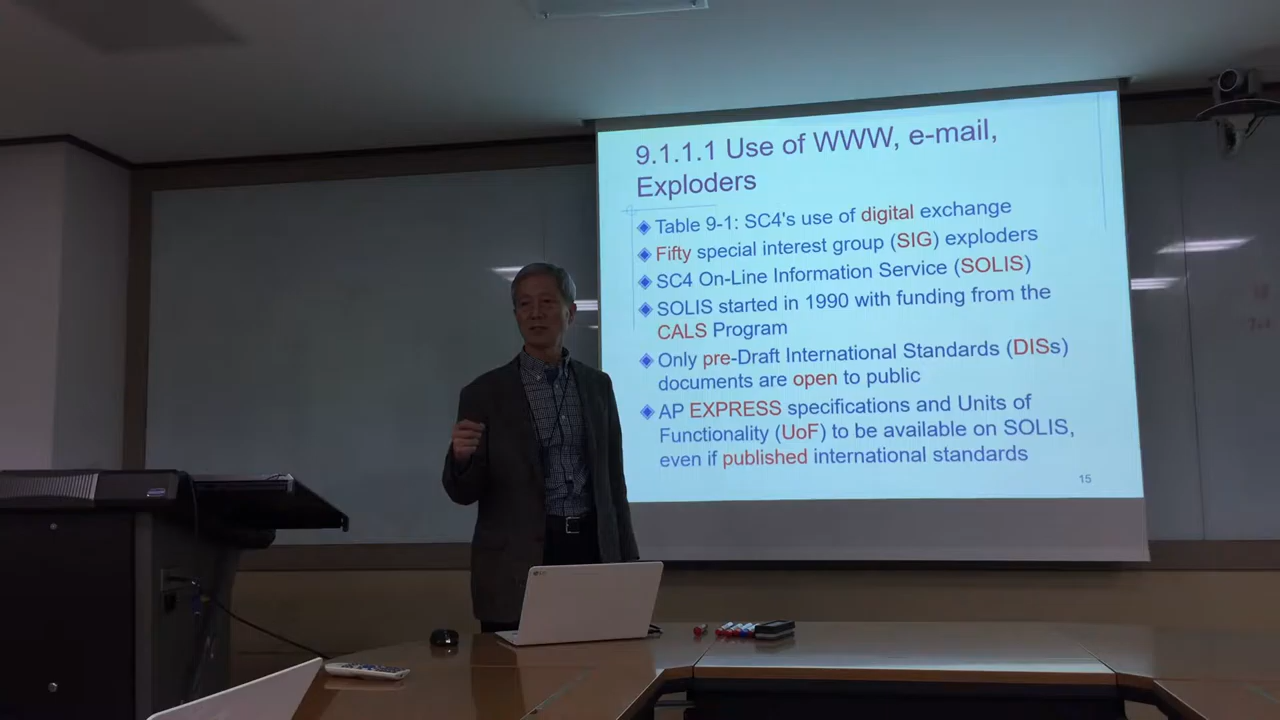 9.1.1.1 Use of WWW, e-mail,
Exploders
Table 9-1: SC4's use of digital exchange
Fifty special interest group (SIG) exploders
SC4 On-Line Information Service (SOLIS)
SOLIS started in 1990 with funding from the
CALS Program
Only pre-Draft International Standards (DISs)
documents are open to public
AP EXPRESS specifications and Units of
Functionality (UoF) to be available on SOLIS,
even if published international standards
15